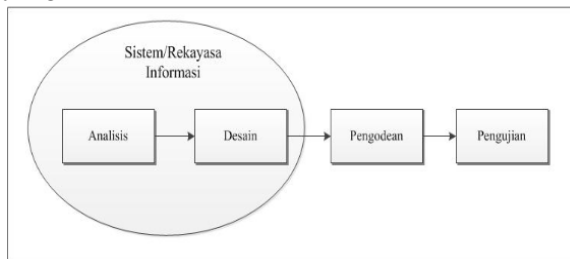 Sistem/Rekayasa
Informasi
Analisis
Desain
Pengodean
Pengujian